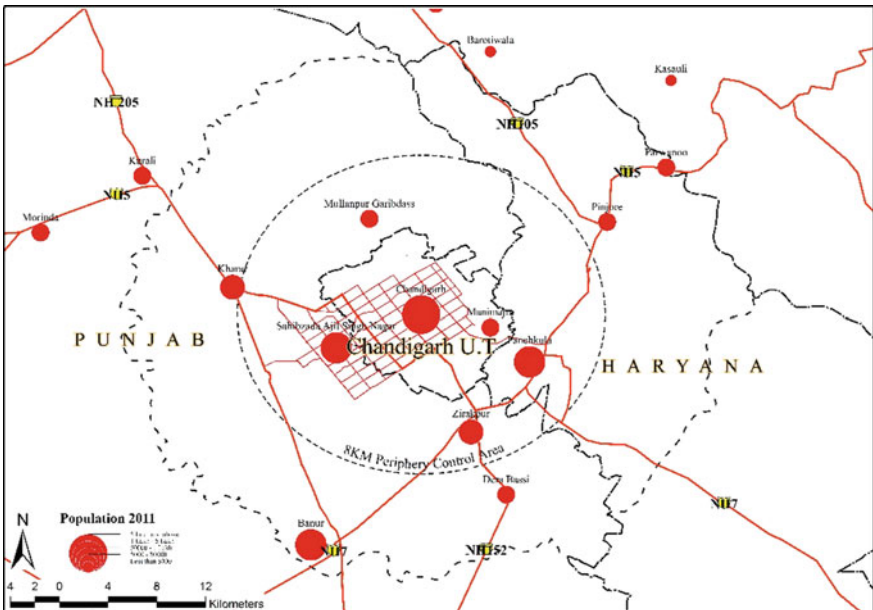 Barotiwala
Kasauli
NH 205
NH105
Kurali
NH5
Parwanoo
NH5
Morinda
Mullanpur Garibdass
Pinjore
Kharar
Chandigarh
Manimajra
Sahibzada Ajit Singh Nagar
PUNJAB
Chandigarh U.T
Panchkula
HARYANA
Zirakpur
8KM Periphery Control Area
Dera Bassi
N
Population 2011
Banur
NH7
NH152
NH7
4 2 0 4 8 12
Kilometers